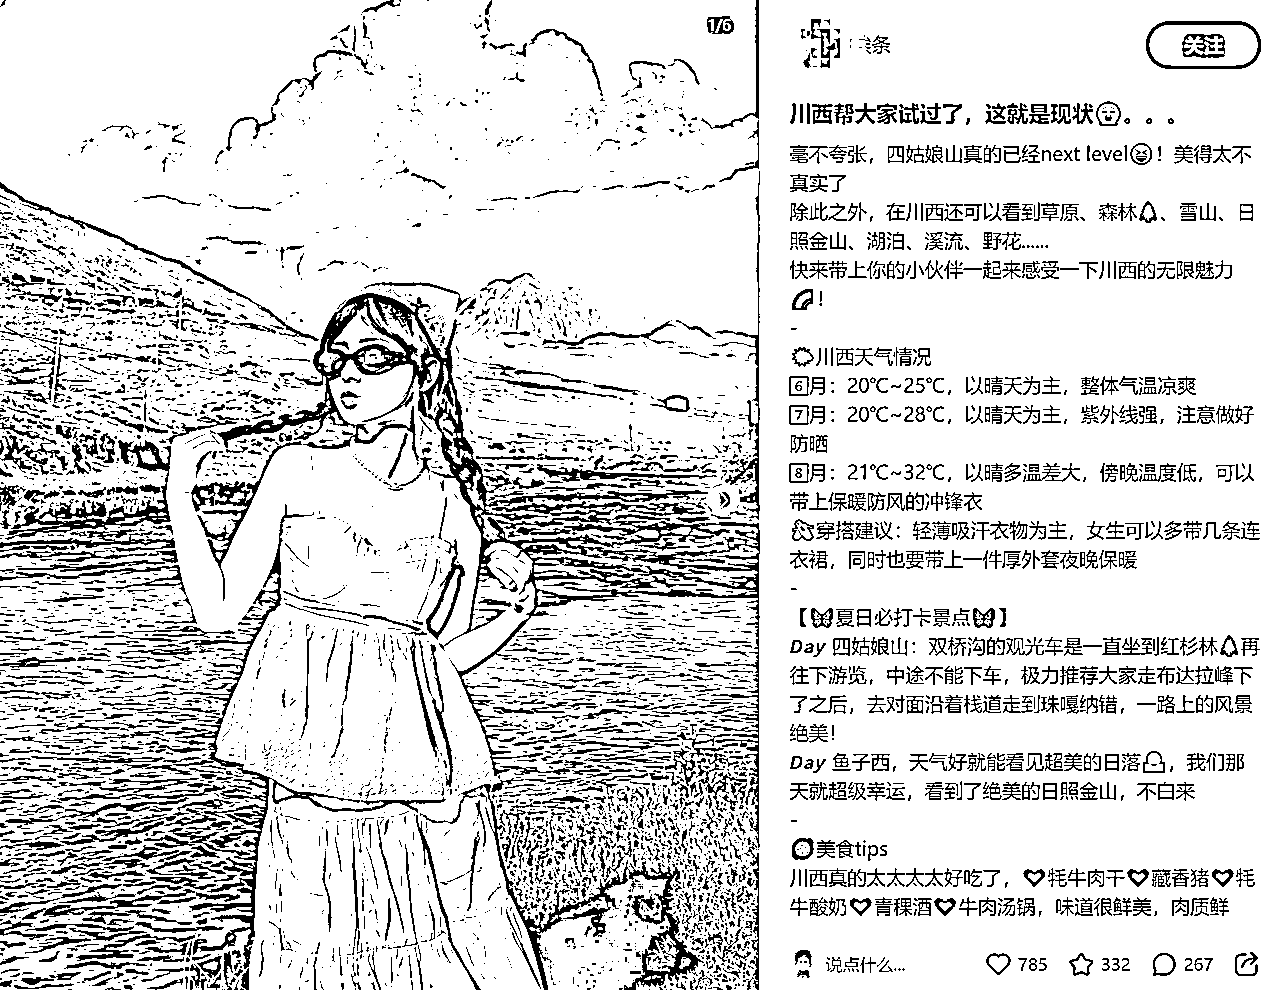 1/6
条
关注
川西帮大家试过了，这就是现状。。。
毫不夸张，四姑娘山真的已经next level！美得太不
真实了
除此之外，在川西还可以看到草原、森林、雪山、日
照金山、湖泊、溪流、野花......
快来带上你的小伙伴一起来感受一下川西的无限魅力
！
-
川西天气情况
6月：20℃~25℃，以晴天为主，整体气温凉爽
7月：20℃~28℃，以晴天为主，紫外线强，注意做好
防晒
8月：21℃~32℃，以晴多温差大，傍晚温度低，可以
带上保暖防风的冲锋衣
穿搭建议：轻薄吸汗衣物为主，女生可以多带几条连
衣裙，同时也要带上一件厚外套夜晚保暖
-
【夏日必打卡景点】
Day 四姑娘山：双桥沟的观光车是一直坐到红杉林再
往下游览，中途不能下车，极力推荐大家走布达拉峰下
了之后，去对面沿着栈道走到珠嘎纳错，一路上的风景
绝美！
Day 鱼子西，天气好就能看见超美的日落，我们那
天就超级幸运，看到了绝美的日照金山，不白来
-
美食tips
川西真的太太太太好吃了，牦牛肉干藏香猪牦
牛酸奶青稞酒牛肉汤锅，味道很鲜美，肉质鲜
说点什么...
785
332
267